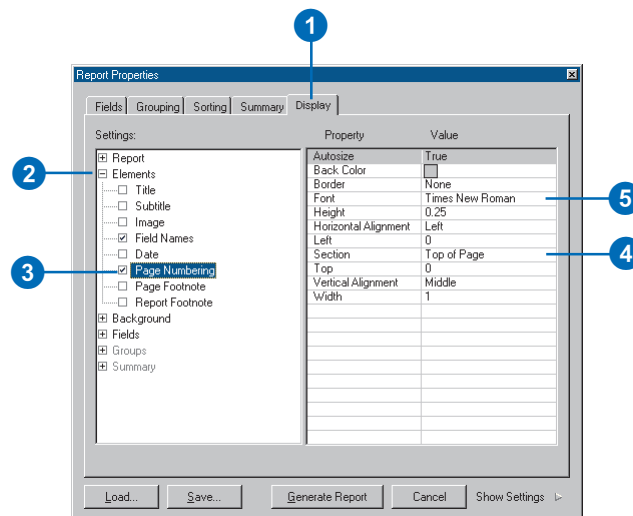 1
Report Properties
Fields Grouping Sorting Summary Display
Settings:
Property Value
Report
Elements
Title
Subtitle
Image
Field Names
Date
Page Numbering
Page Footnote
Report Footnote
Background
Fields
Groups
Summary
Autosize True
Back Color
Border None
Font Times New Roman
Height 0.25
Horizontal Alignment Left
Left 0
Section Top of Page
Top 0
Vertical Alignment Middle
Width 1
2
3
5
4
Load... Save... Generate Report Cancel Show Settings